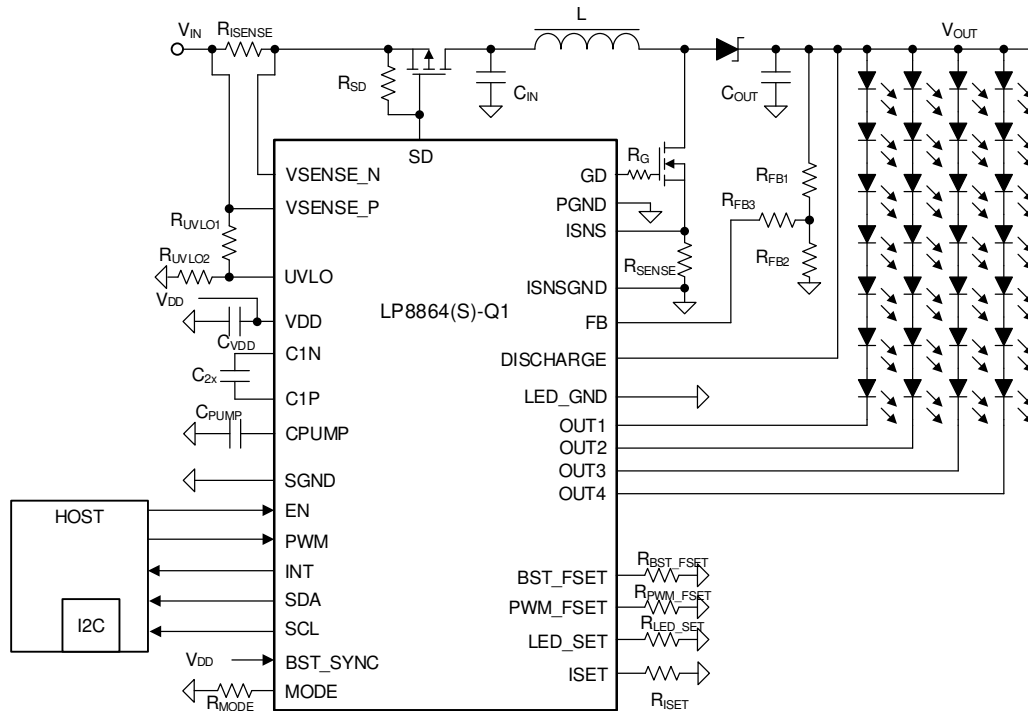 VIN
RISENSE
L
VOUT
RSD
CIN
COUT
SD
VSENSE_N
VSENSE_P
RUVLO1
RUVLO2
UVLO
VDD
VDD
CVDD
C1N
C2x
C1P
CPUMP
CPUMP
SGND
HOST
I2C
EN
PWM
INT
SDA
SCL
VDD
BST_SYNC
MODE
RMODE
LP8864(S)-Q1
GD
RG
PGND
ISNS
RSENSE
ISNSGND
FB
RFB1
RFB3
RFB2
DISCHARGE
LED_GND
OUT1
OUT2
OUT3
OUT4
BST_FSET
RBST_FSET
PWM_FSET
RPWM_FSET
LED_SET
RLED_SET
ISET
RISET